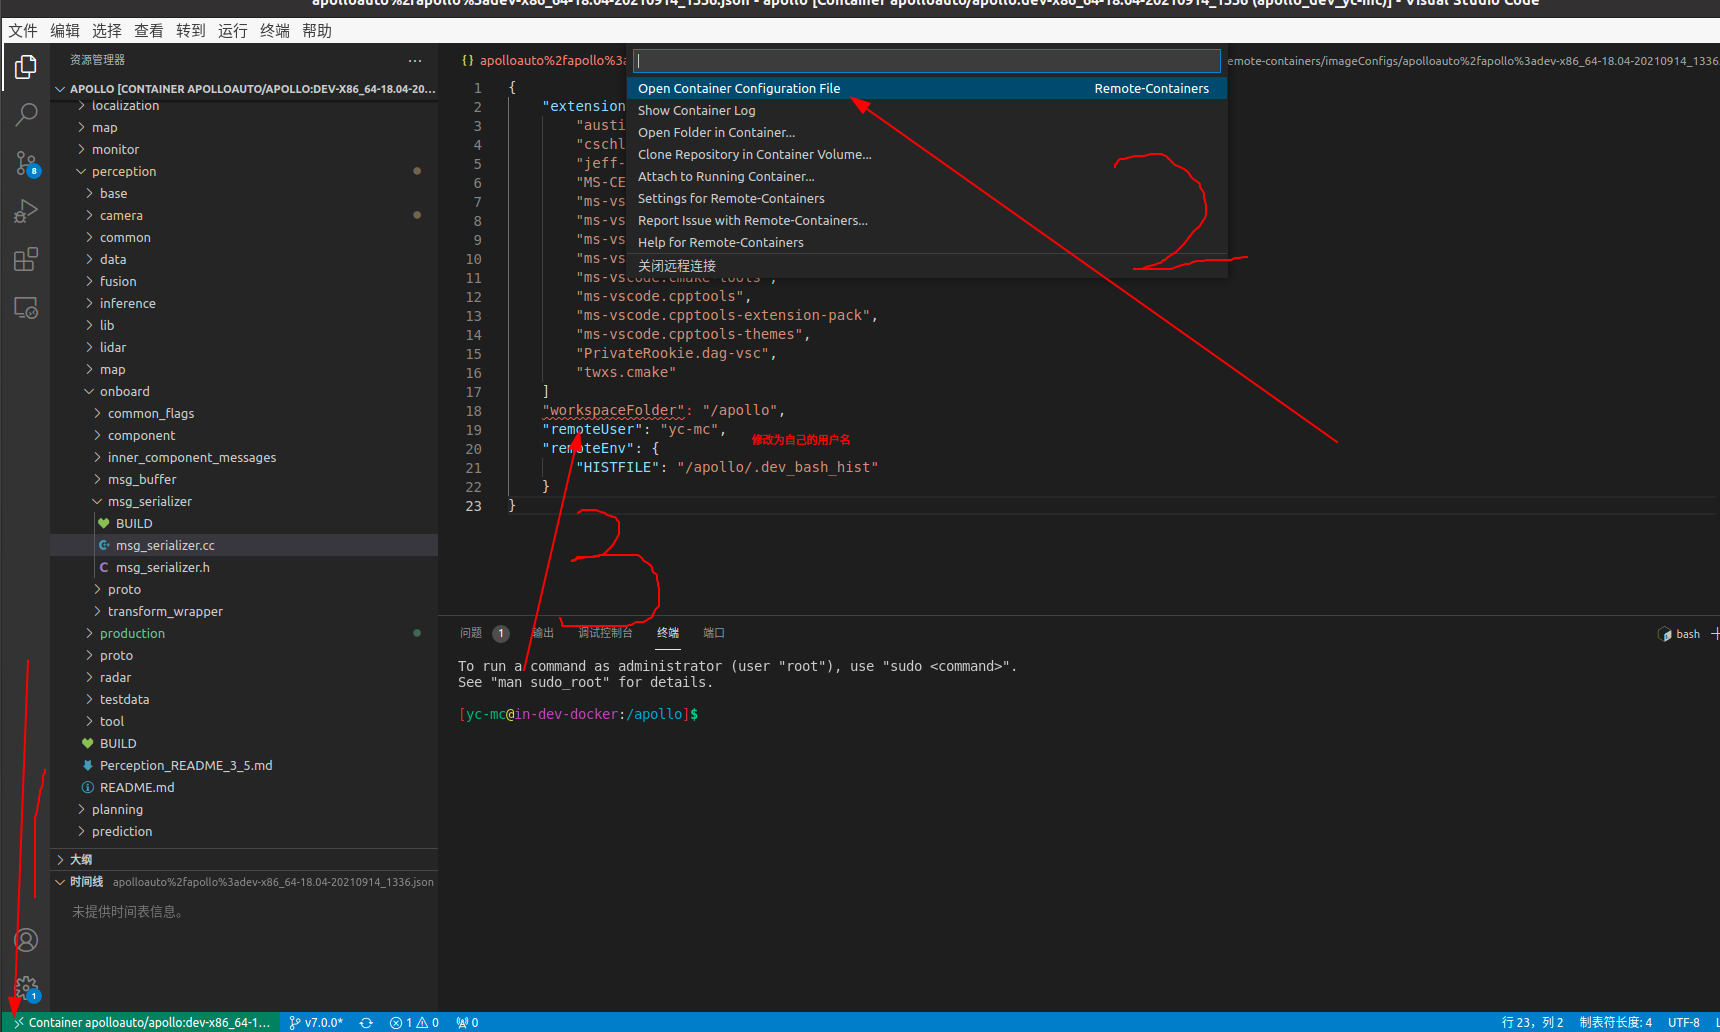 apolloauto%2fapollo%3adev-x86_64-18.04-20210914_1336.json - apollo [Container apolloauto/apollo:dev-x86_64-18.04-20210914_1336 (apollo_dev_yc-mc)] - Visual Studio Code
文件 编辑 选择 查看 转到 运行 终端 帮助
资源管理器 ···
APOLLO [CONTAINER APOLLOAUTO/APOLLO:DEV-X86_64-18.04-20...
localization
map
monitor
perception
base
camera
common
data
fusion
inference
lib
lidar
map
onboard
common_flags
component
inner_component_messages
msg_buffer
msg_serializer
BUILD
msg_serializer.cc
msg_serializer.h
proto
transform_wrapper
production
proto
radar
testdata
tool
BUILD
Perception_README_3_5.md
README.md
planning
prediction
大纲
时间线 apolloauto%2fapollo%3adev-x86_64-18.04-20210914_1336.json
未提供时间表信息。
8
1
{} apolloauto%2fapollo%3a
emote-containers/imageConfigs/apolloauto%2fapollo%3adev-x86_64-18.04-20210914_1336.
Open Container Configuration File Remote-Containers
Show Container Log
Open Folder in Container...
Clone Repository in Container Volume...
Attach to Running Container...
Settings for Remote-Containers
Report Issue with Remote-Containers...
Help for Remote-Containers
关闭远程连接
1 {
2 "extension
3 "austi
4 "cschl
5 "jeff-
6 "MS-CE
7 "ms-vs
8 "ms-vs
9 "ms-vs
10 "ms-vs
11 "ms-vscode.cmake-tools",
12 "ms-vscode.cpptools",
13 "ms-vscode.cpptools-extension-pack",
14 "ms-vscode.cpptools-themes",
15 "PrivateRookie.dag-vsc",
16 "twxs.cmake"
17 ]
18 "workspaceFolder": "/apollo",
19 "remoteUser": "yc-mc",
修改为自己的用户名
20 "remoteEnv": {
21 "HISTFILE": "/apollo/.dev_bash_hist"
22 }
23 }
2
3
1
问题 1 输出 调试控制台 终端 端口
bash
To run a command as administrator (user "root"), use "sudo <command>".
See "man sudo_root" for details.
[yc-mc@in-dev-docker:/apollo]$
Container apolloauto/apollo:dev-x86_64-1... v7.0.0* 1 0 0
行 23，列 2 制表符长度: 4 UTF-8 L